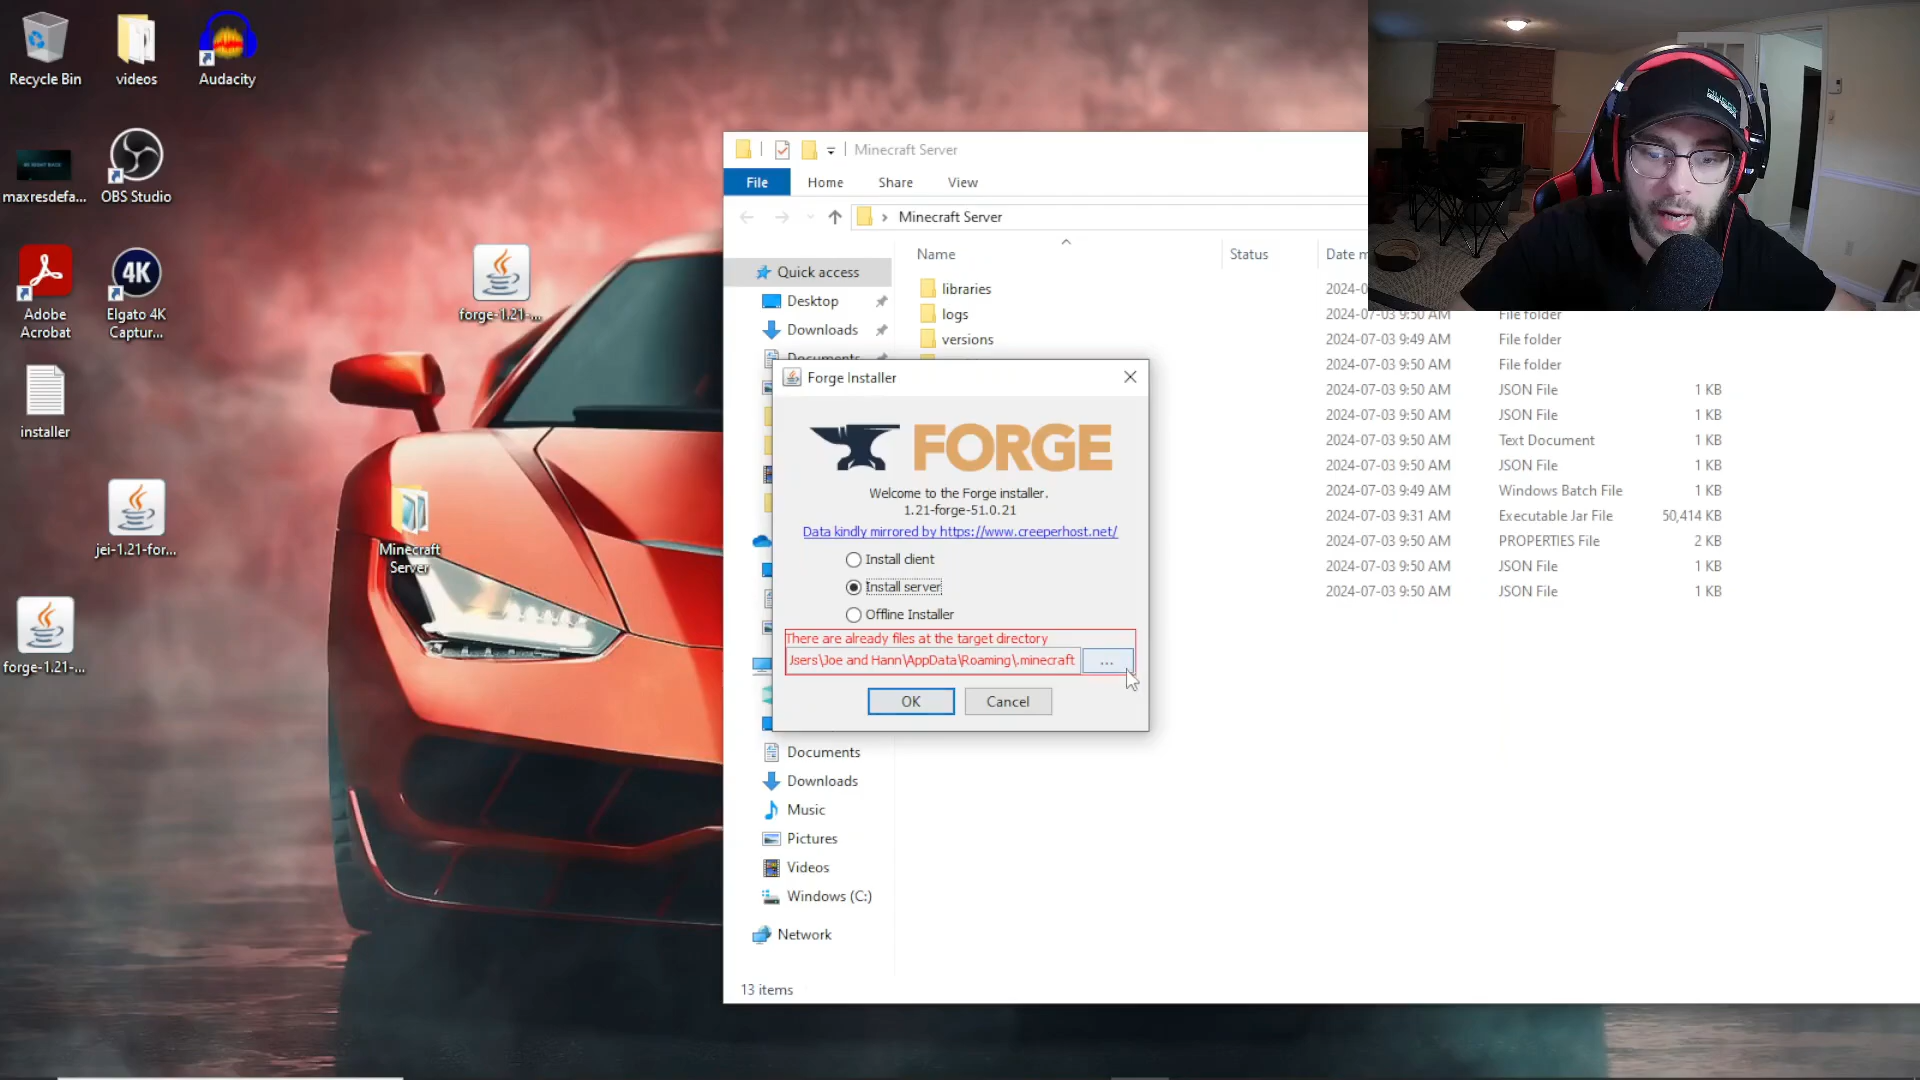 Recycle Bin
videos
Audacity
maxresdefa...
OBS Studio
Adobe
Acrobat
4K
Elgato 4K
Captur...
installer
jei-1.21-for...
forge-1.21-...
forge-1.21-...
Minecraft
Server
Minecraft Server
File
Home
Share
View
Minecraft Server
Name
Status
Date m
Quick access
Desktop
Downloads
Documents
libraries
logs
versions
2024-0
2024-07-03 9:50 AM File folder
2024-07-03 9:49 AM File folder
2024-07-03 9:50 AM File folder
2024-07-03 9:50 AM JSON File 1 KB
2024-07-03 9:50 AM JSON File 1 KB
2024-07-03 9:50 AM Text Document 1 KB
2024-07-03 9:50 AM JSON File 1 KB
2024-07-03 9:49 AM Windows Batch File 1 KB
2024-07-03 9:31 AM Executable Jar File 50,414 KB
2024-07-03 9:50 AM PROPERTIES File 2 KB
2024-07-03 9:50 AM JSON File 1 KB
2024-07-03 9:50 AM JSON File 1 KB
Forge Installer
FORGE
Welcome to the Forge installer.
1.21-forge-51.0.21
Data kindly mirrored by https://www.creeperhost.net/
Install client
Install server
Offline Installer
There are already files at the target directory
Jsers\Joe and Hann\AppData\Roaming\.minecraft
...
OK
Cancel
Documents
Downloads
Music
Pictures
Videos
Windows (C:)
Network
13 items